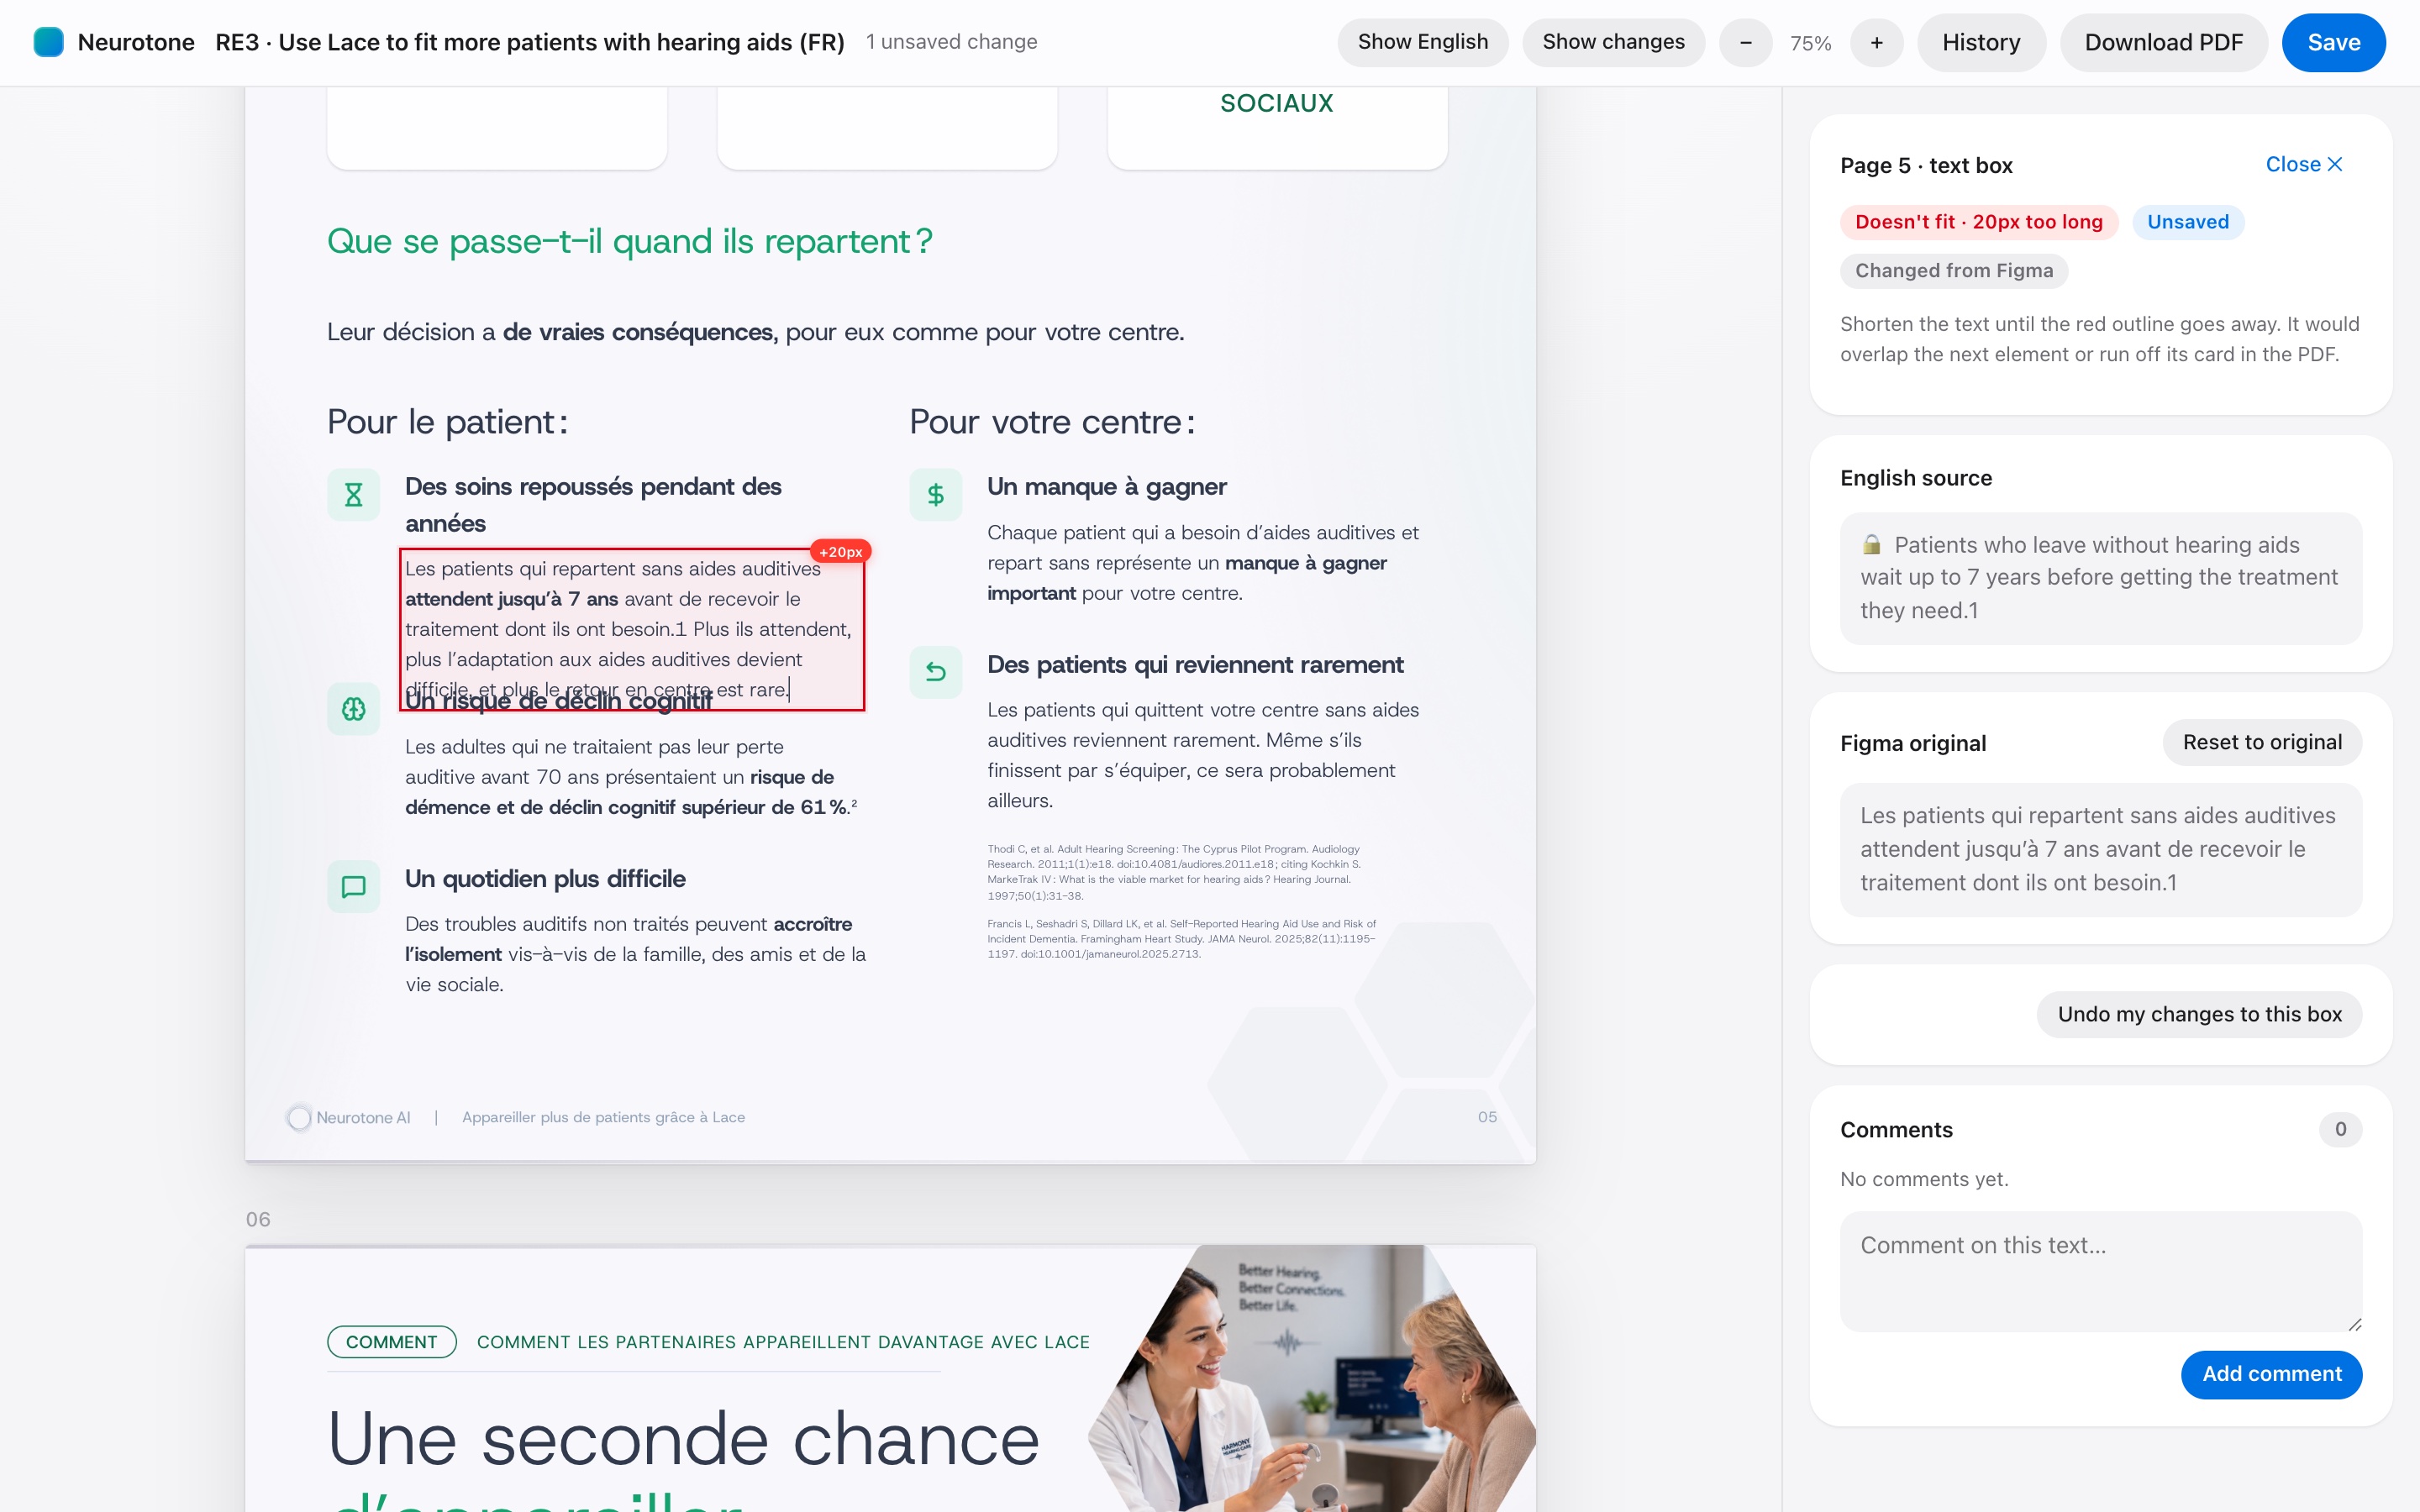 Neurotone
RE3 · Use Lace to fit more patients with hearing aids (FR)
1 unsaved change
Show English
Show changes
−
75%
+
History
Download PDF
Save
SOCIAUX
Que se passe-t-il quand ils repartent ?
Leur décision a de vraies conséquences, pour eux comme pour votre centre.
Pour le patient :
Des soins repoussés pendant des
années
+20px
Les patients qui repartent sans aides auditives
attendent jusqu’à 7 ans avant de recevoir le
traitement dont ils ont besoin.1 Plus ils attendent,
plus l’adaptation aux aides auditives devient
difficile, et plus le retour en centre est rare.
Un risque de déclin cognitif
Les adultes qui ne traitaient pas leur perte
auditive avant 70 ans présentaient un risque de
démence et de déclin cognitif supérieur de 61 %.²
Un quotidien plus difficile
Des troubles auditifs non traités peuvent accroître
l’isolement vis-à-vis de la famille, des amis et de la
vie sociale.
Pour votre centre :
$
Un manque à gagner
Chaque patient qui a besoin d’aides auditives et
repart sans représente un manque à gagner
important pour votre centre.
Des patients qui reviennent rarement
Les patients qui quittent votre centre sans aides
auditives reviennent rarement. Même s’ils
finissent par s’équiper, ce sera probablement
ailleurs.
Thodi C, et al. Adult Hearing Screening : The Cyprus Pilot Program. Audiology
Research. 2011;1(1):e18. doi:10.4081/audiores.2011.e18 ; citing Kochkin S.
MarkeTrak IV : What is the viable market for hearing aids ? Hearing Journal.
1997;50(1):31-38.
Francis L, Seshadri S, Dillard LK, et al. Self-Reported Hearing Aid Use and Risk of
Incident Dementia. Framingham Heart Study. JAMA Neurol. 2025;82(11):1195-
1197. doi:10.1001/jamaneurol.2025.2713.
Neurotone AI | Appareiller plus de patients grâce à Lace
05
06
COMMENT
COMMENT LES PARTENAIRES APPAREILLENT DAVANTAGE AVEC LACE
Une seconde chance
d’appareiller
Better Hearing.
Better Connections.
Better Life.
HARMONY
HEARING CARE
Page 5 · text box
Close ×
Doesn't fit · 20px too long
Unsaved
Changed from Figma
Shorten the text until the red outline goes away. It would
overlap the next element or run off its card in the PDF.
English source
🔒 Patients who leave without hearing aids
wait up to 7 years before getting the treatment
they need.1
Figma original
Reset to original
Les patients qui repartent sans aides auditives
attendent jusqu’à 7 ans avant de recevoir le
traitement dont ils ont besoin.1
Undo my changes to this box
Comments
0
No comments yet.
Comment on this text...
Add comment